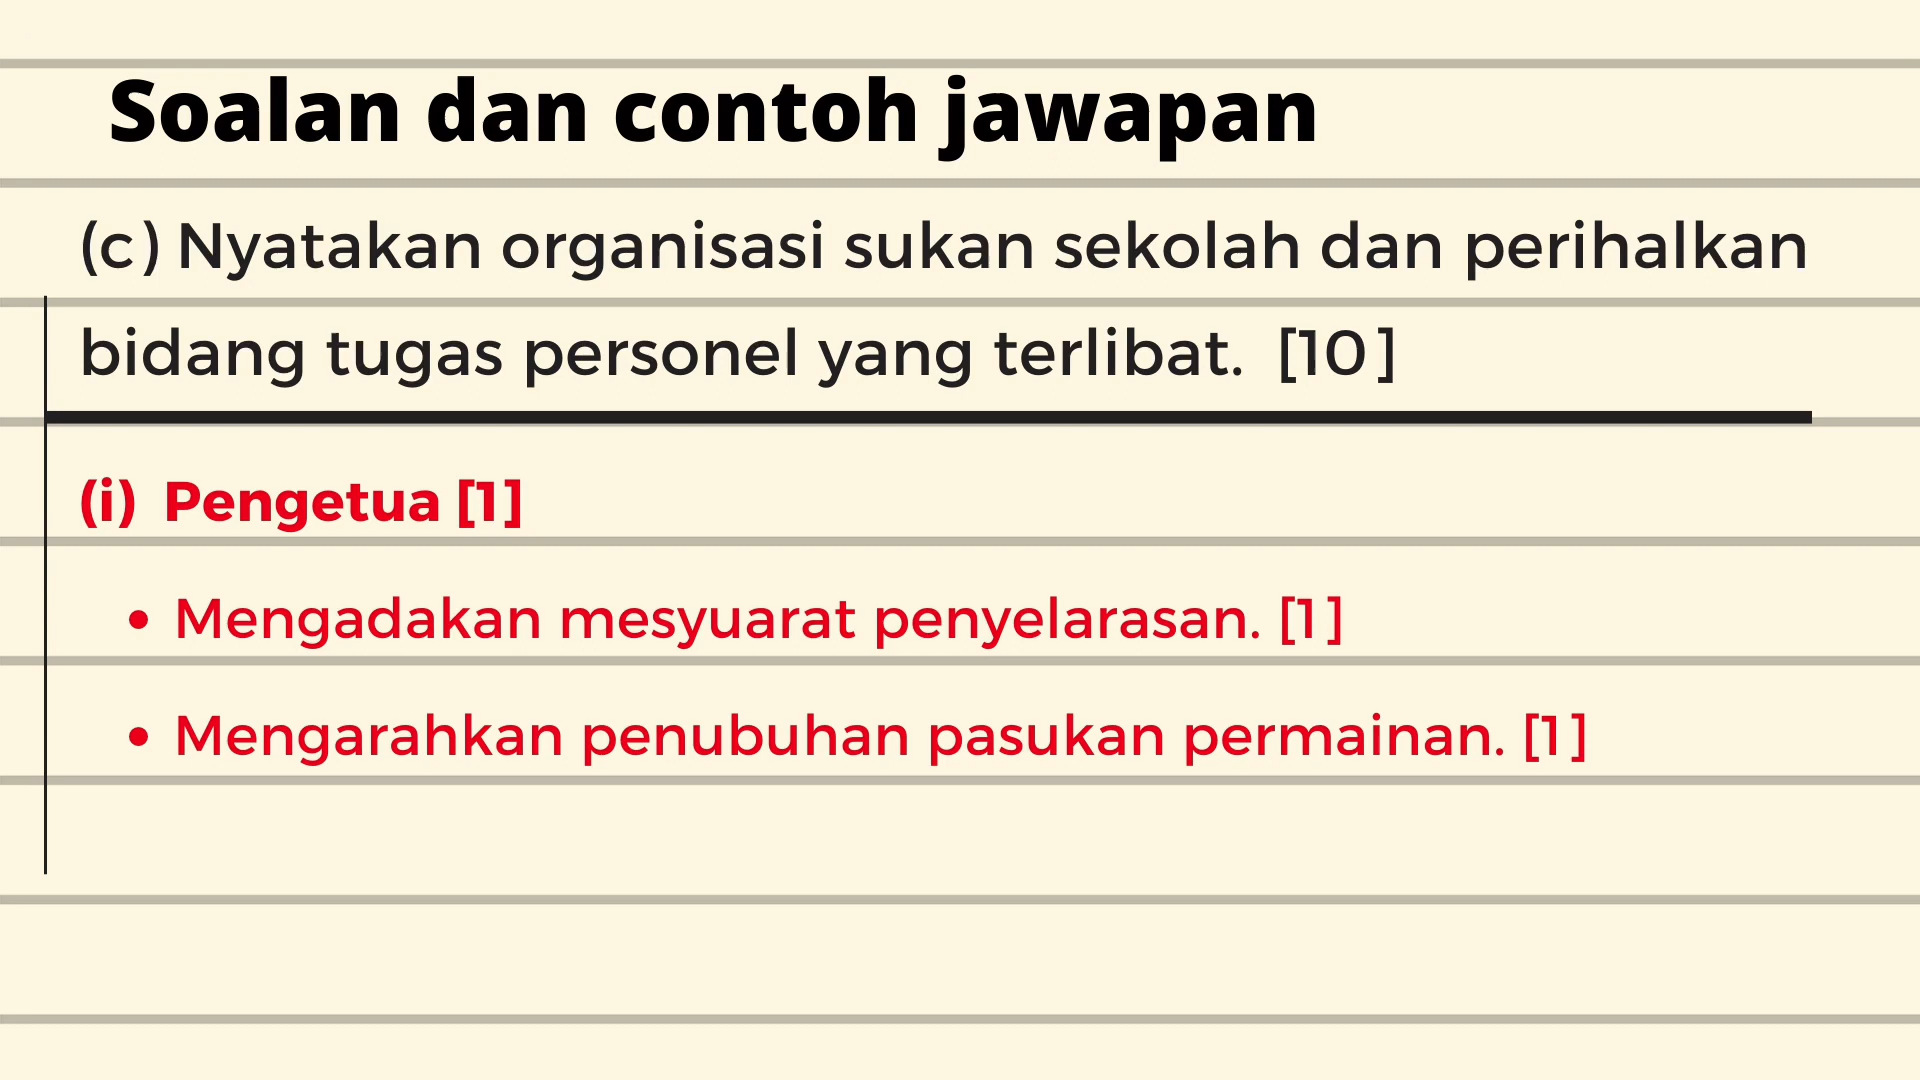 Soalan dan contoh jawapan
(c) Nyatakan organisasi sukan sekolah dan perihalkan
bidang tugas personel yang terlibat. [10]
(i) Pengetua [1]
• Mengadakan mesyuarat penyelarasan. [1]
• Mengarahkan penubuhan pasukan permainan. [1]